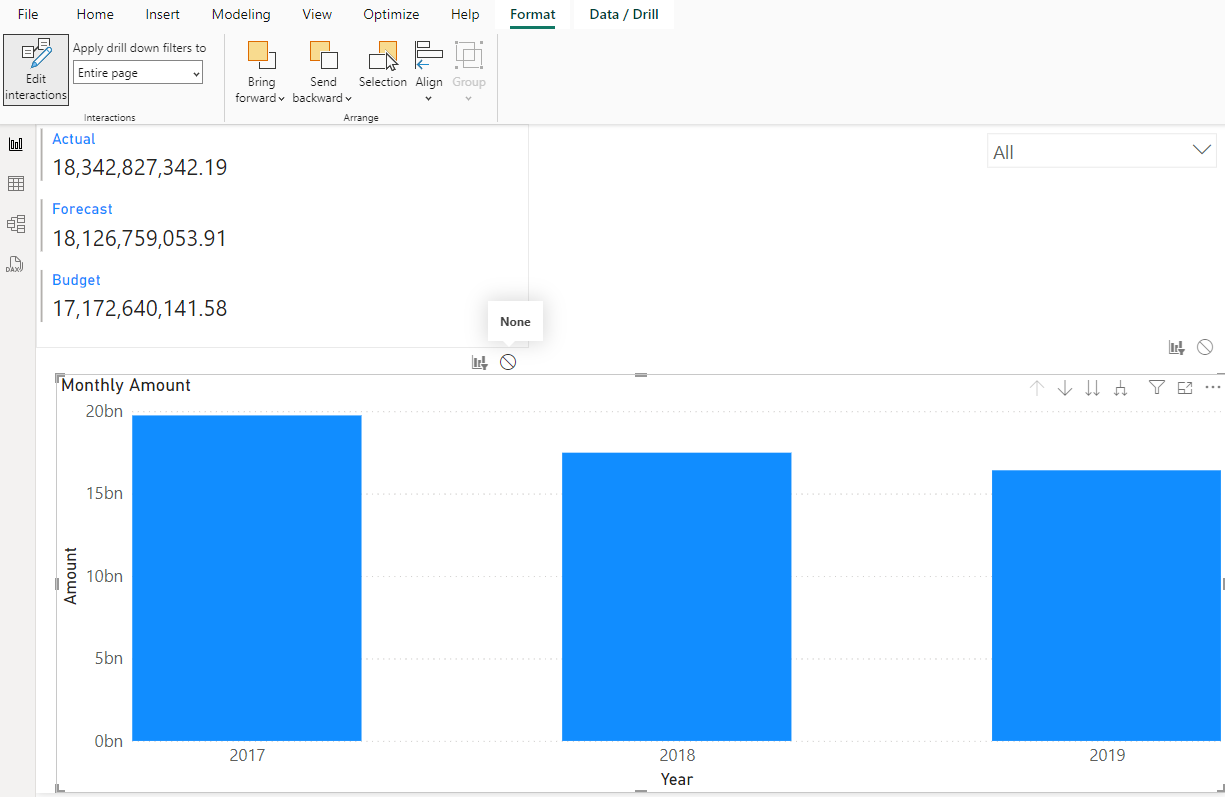 File Home Insert Modeling View Optimize Help Format Data / Drill
Edit interactions
Apply drill down filters to
Entire page
Interactions
Bring forward
Send backward
Selection
Align
Group
Arrange
DAX
Actual
18,342,827,342.19
Forecast
18,126,759,053.91
Budget
17,172,640,141.58
All
None
Monthly Amount
20bn
15bn
10bn
5bn
0bn
Amount
2017 2018 2019
Year